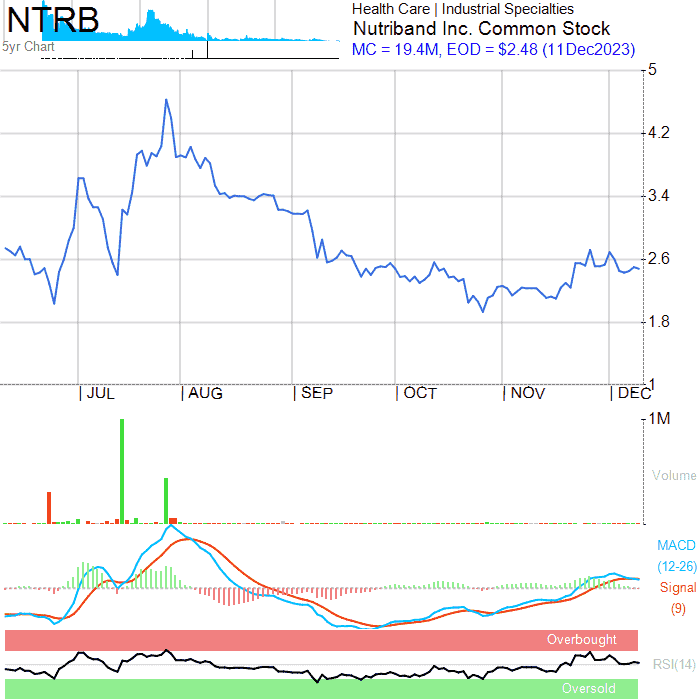 NTRB
5yr Chart
Health Care | Industrial Specialties
Nutriband Inc. Common Stock
MC = 19.4M, EOD = $2.48 (11Dec2023)
5
4.2
3.4
2.6
1.8
1
| JUL | AUG | SEP | OCT | NOV | DEC
1M
Volume
MACD
(12-26)
Signal
(9)
Overbought
RSI(14)
Oversold